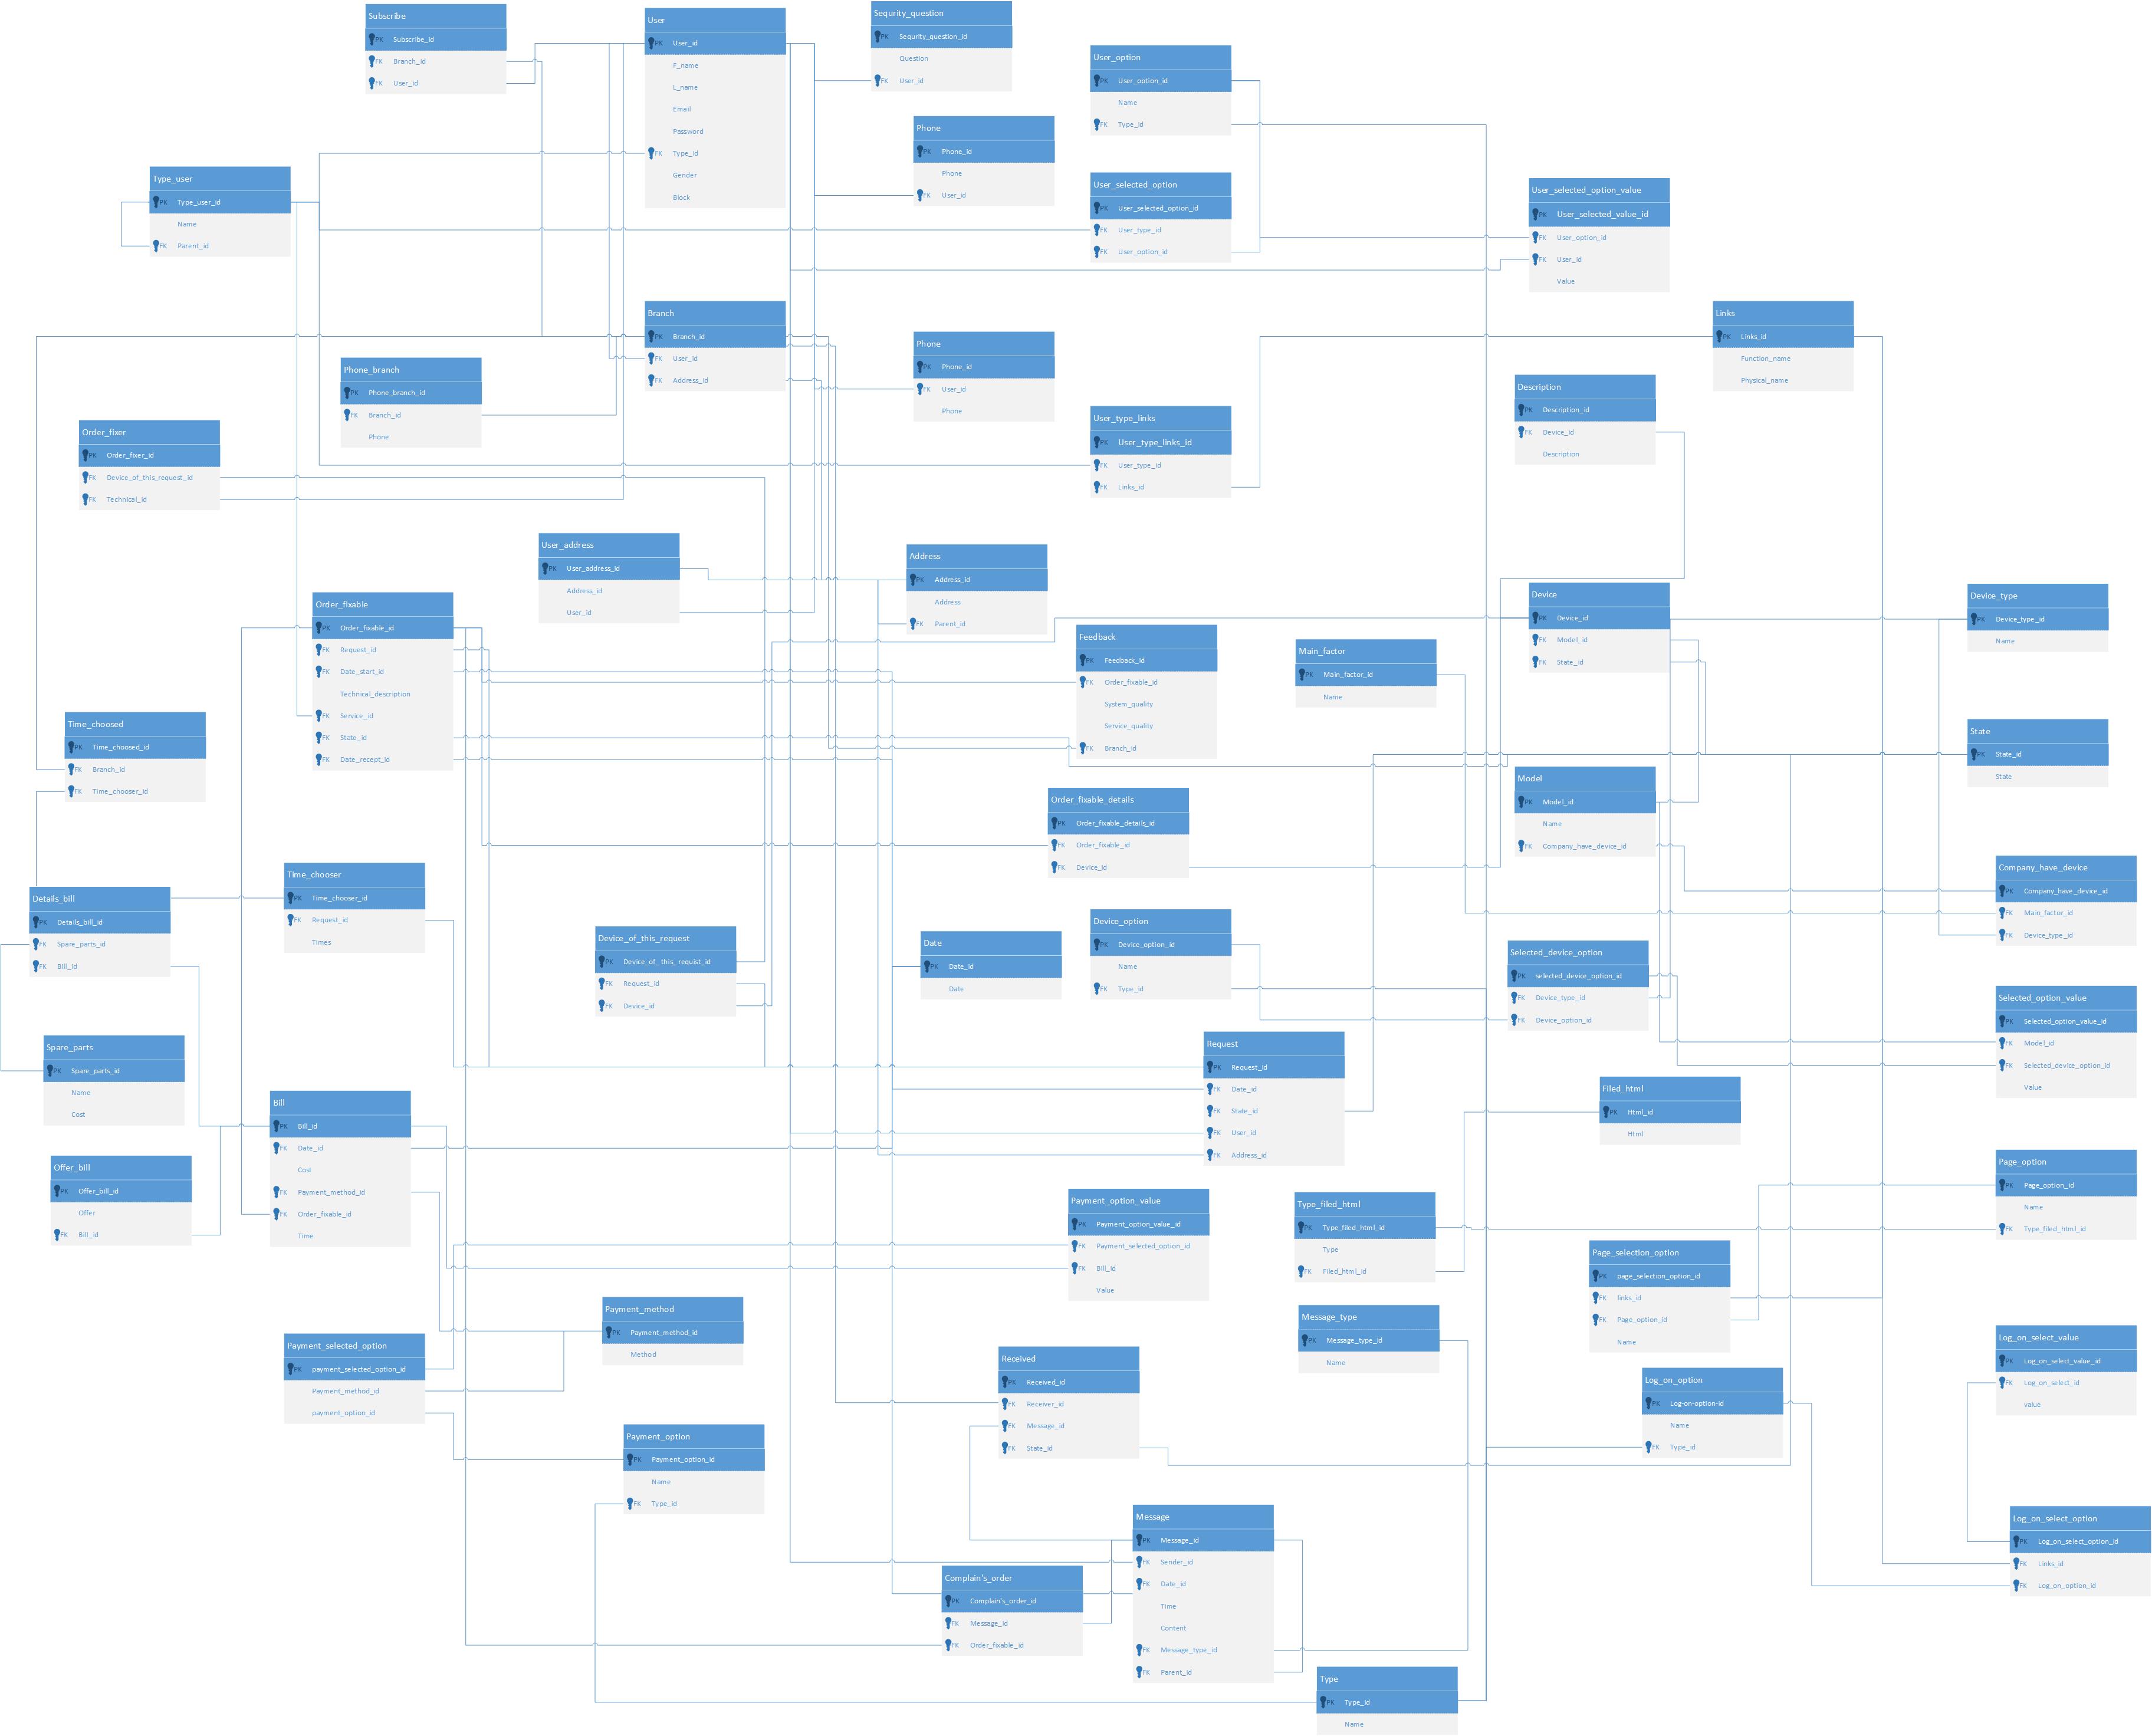 Subscribe
PK Subscribe_id
FK Branch_id
FK User_id
User
PK User_id
F_name
L_name
Email
Password
FK Type_id
Gender
Block
Sequrity_question
PK Sequrity_question_id
Question
FK User_id
User_option
PK User_option_id
Name
FK Type_id
Phone
PK Phone_id
Phone
FK User_id
Type_user
PK Type_user_id
Name
FK Parent_id
User_selected_option
PK User_selected_option_id
FK User_type_id
FK User_option_id
User_selected_option_value
PK User_selected_value_id
FK User_option_id
FK User_id
Value
Branch
PK Branch_id
FK User_id
FK Address_id
Links
PK Links_id
Function_name
Physical_name
Phone
PK Phone_id
FK User_id
Phone
Phone_branch
PK Phone_branch_id
FK Branch_id
Phone
Description
PK Description_id
FK Device_id
Description
User_type_links
PK User_type_links_id
FK User_type_id
FK Links_id
Order_fixer
PK Order_fixer_id
FK Device_of_this_request_id
FK Technical_id
User_address
PK User_address_id
Address_id
User_id
Address
PK Address_id
Address
FK Parent_id
Device
PK Device_id
FK Model_id
FK State_id
Device_type
PK Device_type_id
Name
Order_fixable
PK Order_fixable_id
FK Request_id
FK Date_start_id
Technical_description
FK Service_id
FK State_id
FK Date_recept_id
Feedback
PK Feedback_id
FK Order_fixable_id
System_quality
Service_quality
FK Branch_id
Main_factor
PK Main_factor_id
Name
Time_choosed
PK Time_choosed_id
FK Branch_id
FK Time_chooser_id
State
PK State_id
State
Model
PK Model_id
Name
FK Company_have_device_id
Order_fixable_details
PK Order_fixable_details_id
FK Order_fixable_id
FK Device_id
Company_have_device
PK Company_have_device_id
FK Main_factor_id
FK Device_type_id
Time_chooser
PK Time_chooser_id
FK Request_id
Times
Details_bill
PK Details_bill_id
FK Spare_parts_id
FK Bill_id
Device_of_this_request
PK Device_of_ this_ requist_id
FK Request_id
FK Device_id
Date
PK Date_id
Date
Device_option
PK Device_option_id
Name
FK Type_id
Selected_device_option
PK selected_device_option_id
FK Device_type_id
FK Device_option_id
Selected_option_value
PK Selected_option_value_id
FK Model_id
FK Selected_device_option_id
Value
Spare_parts
PK Spare_parts_id
Name
Cost
Request
PK Request_id
FK Date_id
FK State_id
FK User_id
FK Address_id
Filed_html
PK Html_id
Html
Bill
PK Bill_id
FK Date_id
Cost
FK Payment_method_id
FK Order_fixable_id
Time
Offer_bill
PK Offer_bill_id
Offer
FK Bill_id
Page_option
PK Page_option_id
Name
FK Type_filed_html_id
Payment_option_value
PK Payment_option_value_id
FK Payment_selected_option_id
FK Bill_id
Value
Type_filed_html
PK Type_filed_html_id
Type
FK Filed_html_id
Page_selection_option
PK page_selection_option_id
FK links_id
FK Page_option_id
Name
Payment_method
PK Payment_method_id
Method
Message_type
PK Message_type_id
Name
Log_on_select_value
PK Log_on_select_value_id
FK Log_on_select_id
value
Payment_selected_option
PK payment_selected_option_id
Payment_method_id
payment_option_id
Received
PK Received_id
FK Receiver_id
FK Message_id
FK State_id
Log_on_option
PK Log-on-option-id
Name
FK Type_id
Payment_option
PK Payment_option_id
Name
FK Type_id
Message
PK Message_id
FK Sender_id
FK Date_id
Time
Content
FK Message_type_id
FK Parent_id
Log_on_select_option
PK Log_on_select_option_id
FK Links_id
FK Log_on_option_id
Complain's_order
PK Complain's_order_id
FK Message_id
FK Order_fixable_id
Type
PK Type_id
Name